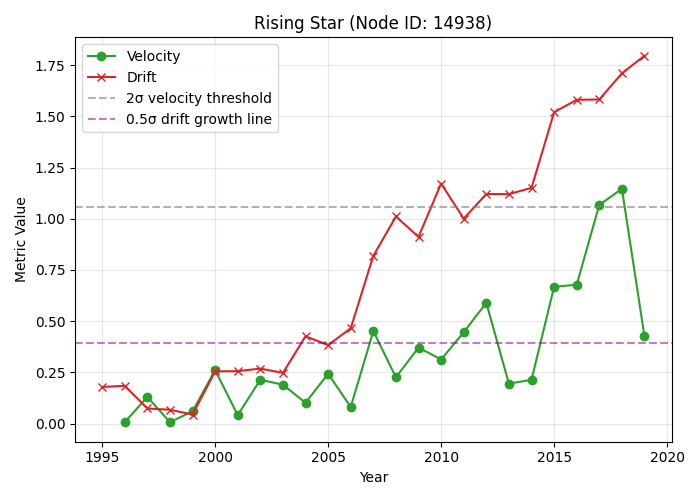 Rising Star (Node ID: 14938)
Velocity
Drift
2σ velocity threshold
0.5σ drift growth line
Metric Value
1.75
1.50
1.25
1.00
0.75
0.50
0.25
0.00
1995 2000 2005 2010 2015 2020
Year